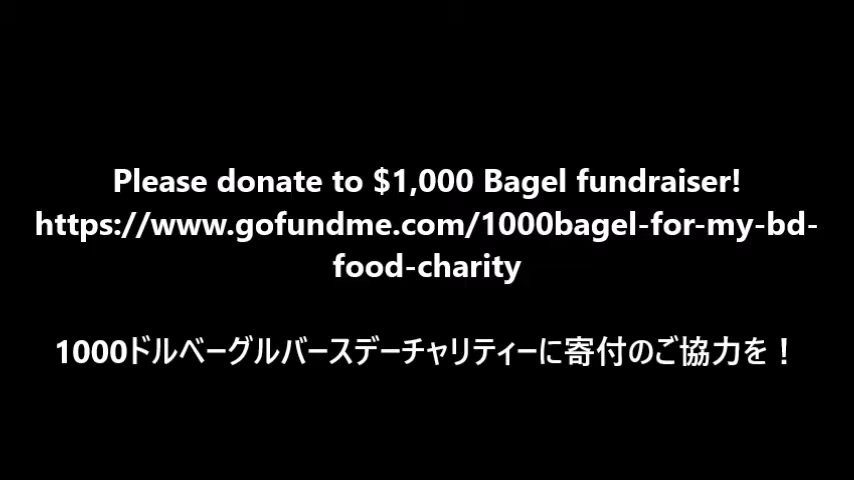 Please donate to $1,000 Bagel fundraiser!
https://www.gofundme.com/1000bagel-for-my-bd-
food-charity
1000ドルベーグルバースデーチャリティーに寄付のご協力を！